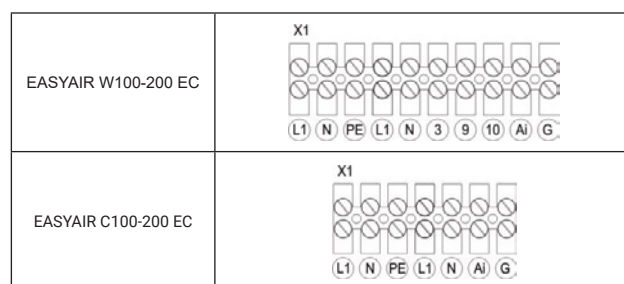 X1
EASYAIR W100-200 EC
L1 N PE L1 N 3 9 10 Ai G
X1
EASYAIR C100-200 EC
L1 N PE L1 N Ai G